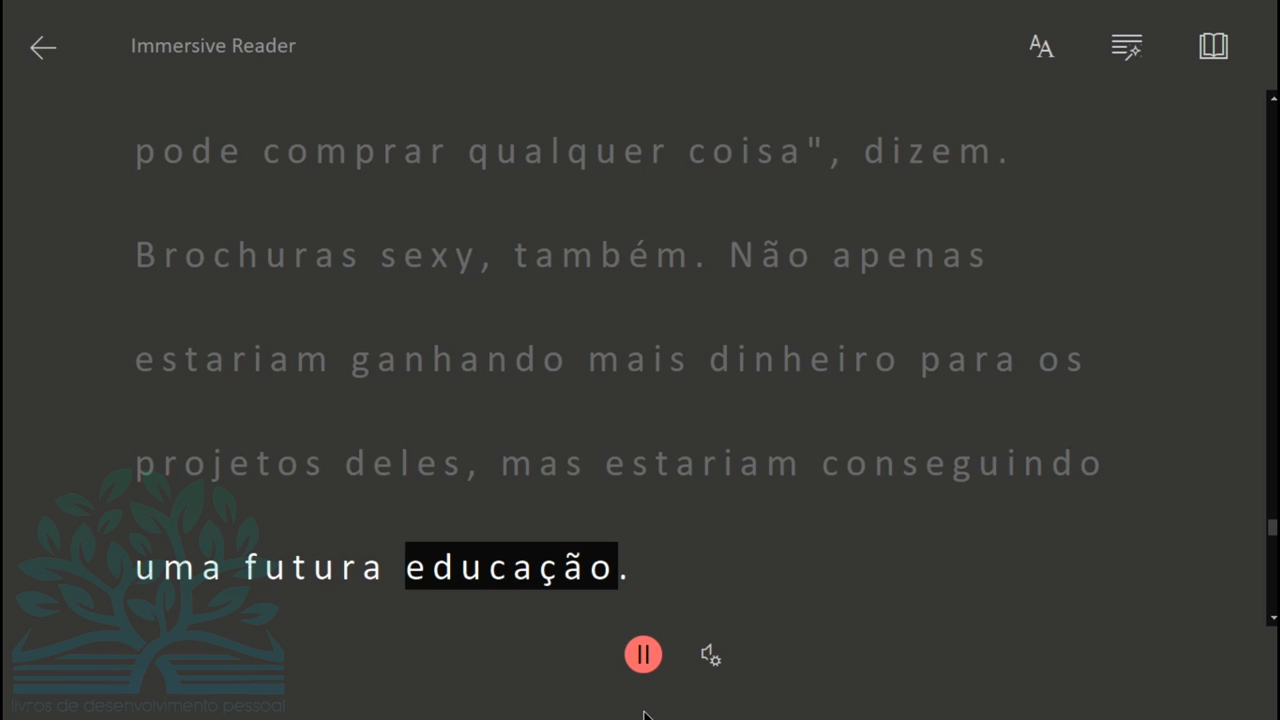 Immersive Reader
pode comprar qualquer coisa", dizem.
Brochuras sexy, também. Não apenas
estariam ganhando mais dinheiro para os
projetos deles, mas estariam conseguindo
uma futura educação.
livros de desenvolvimento pessoal